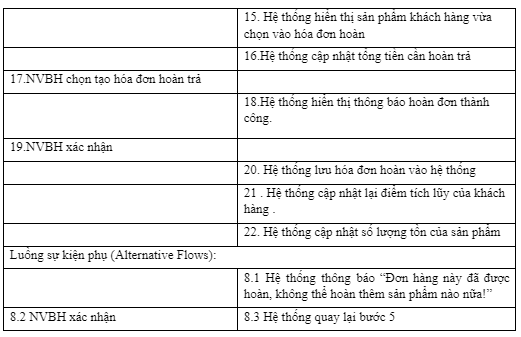 15. Hệ thống hiển thị sản phẩm khách hàng vừa
chọn vào hóa đơn hoàn
16.Hệ thống cập nhật tổng tiền cần hoàn trả
17.NVBH chọn tạo hóa đơn hoàn trả
18.Hệ thống hiển thị thông báo hoàn đơn thành
công.
19.NVBH xác nhận
20. Hệ thống lưu hóa đơn hoàn vào hệ thống
21 . Hệ thống cập nhật lại điểm tích lũy của khách
hàng .
22. Hệ thống cập nhật số lượng tồn của sản phẩm
Luồng sự kiện phụ (Alternative Flows):
8.1 Hệ thống thông báo “Đơn hàng này đã được
hoàn, không thể hoàn thêm sản phẩm nào nữa!”
8.2 NVBH xác nhận
8.3 Hệ thống quay lại bước 5